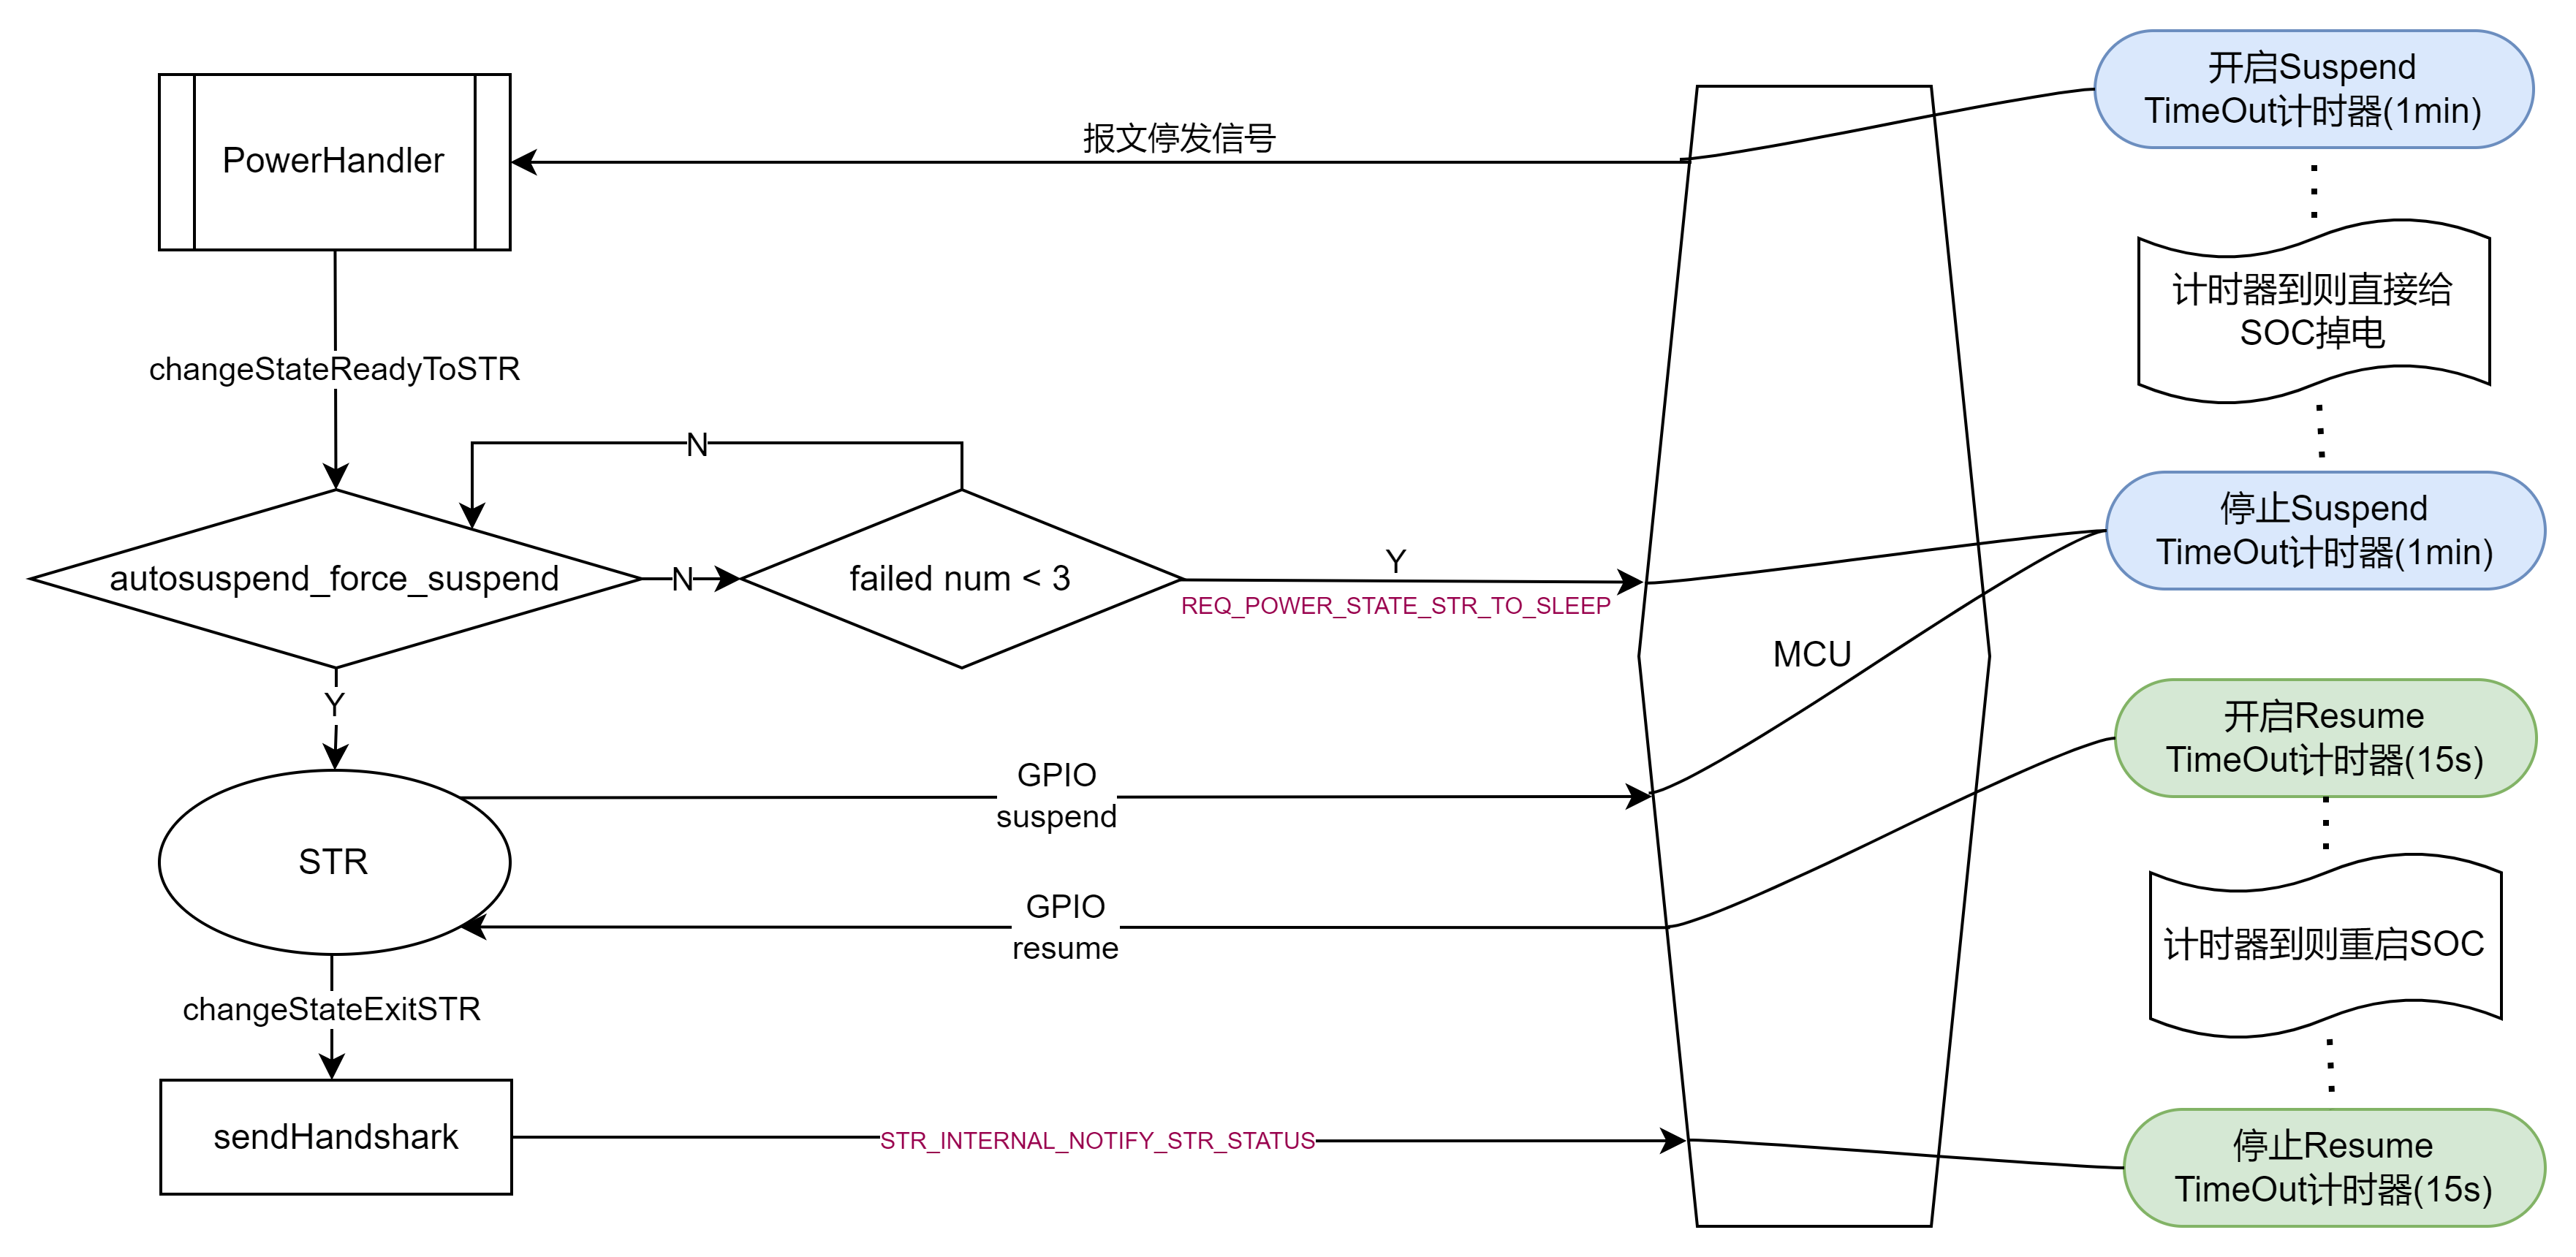 开启Suspend
TimeOut计时器(1min)
报文停发信号
PowerHandler
计时器到则直接给
SOC掉电
changeStateReadyToSTR
N
停止Suspend
TimeOut计时器(1min)
autosuspend_force_suspend
N
failed num < 3
Y
REQ_POWER_STATE_STR_TO_SLEEP
MCU
Y
开启Resume
TimeOut计时器(15s)
GPIO
suspend
STR
GPIO
resume
计时器到则重启SOC
changeStateExitSTR
sendHandshark
STR_INTERNAL_NOTIFY_STR_STATUS
停止Resume
TimeOut计时器(15s)